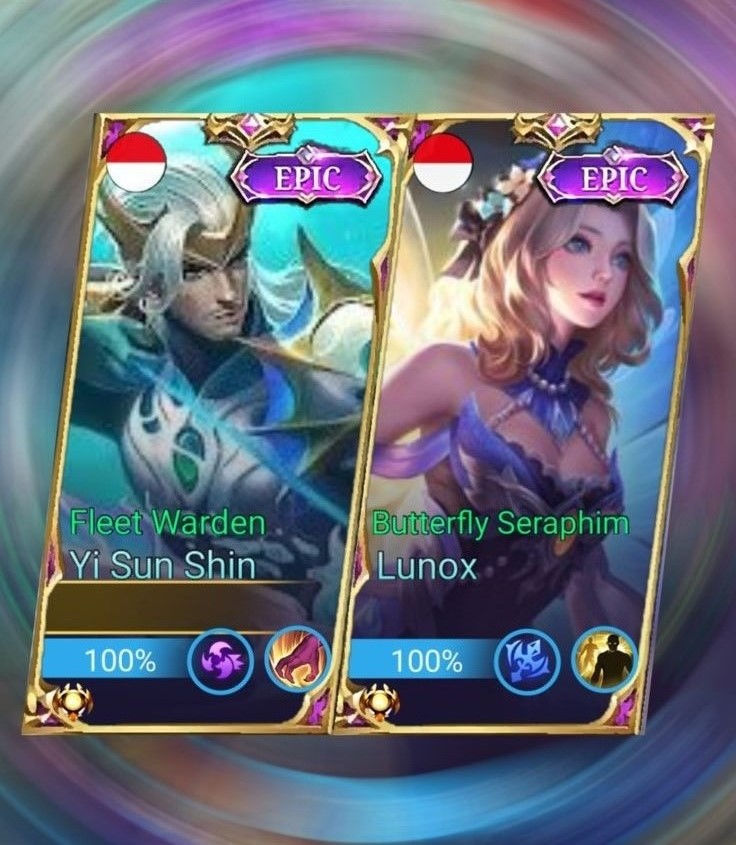 EPIC
Fleet Warden
Yi Sun Shin
100%
EPIC
Butterfly Seraphim
Lunox
100%